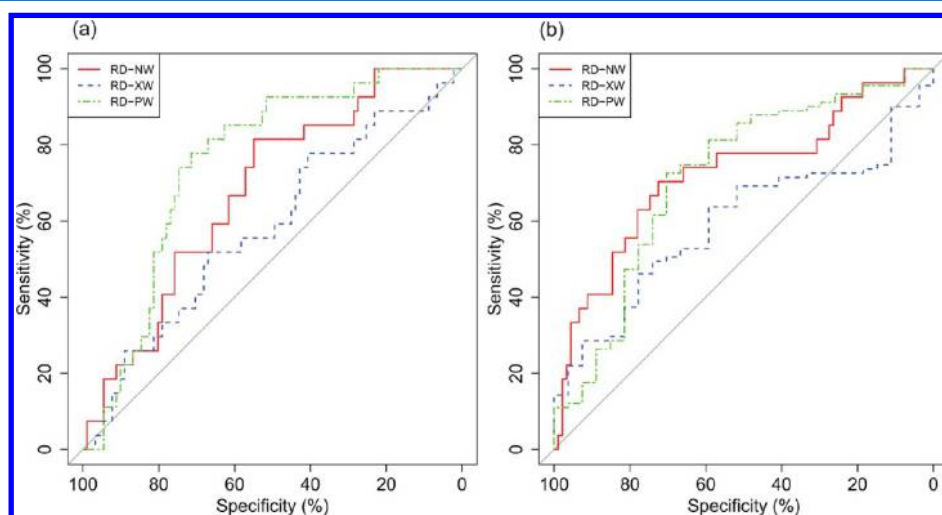 (a)
RD-NW
RD-XW
RD-PW
Sensitivity (%)
100
80
60
40
20
0
100 80 60 40 20 0
Specificity (%)
(b)
RD-NW
RD-XW
RD-PW
Sensitivity (%)
100
80
60
40
20
0
100 80 60 40 20 0
Specificity (%)